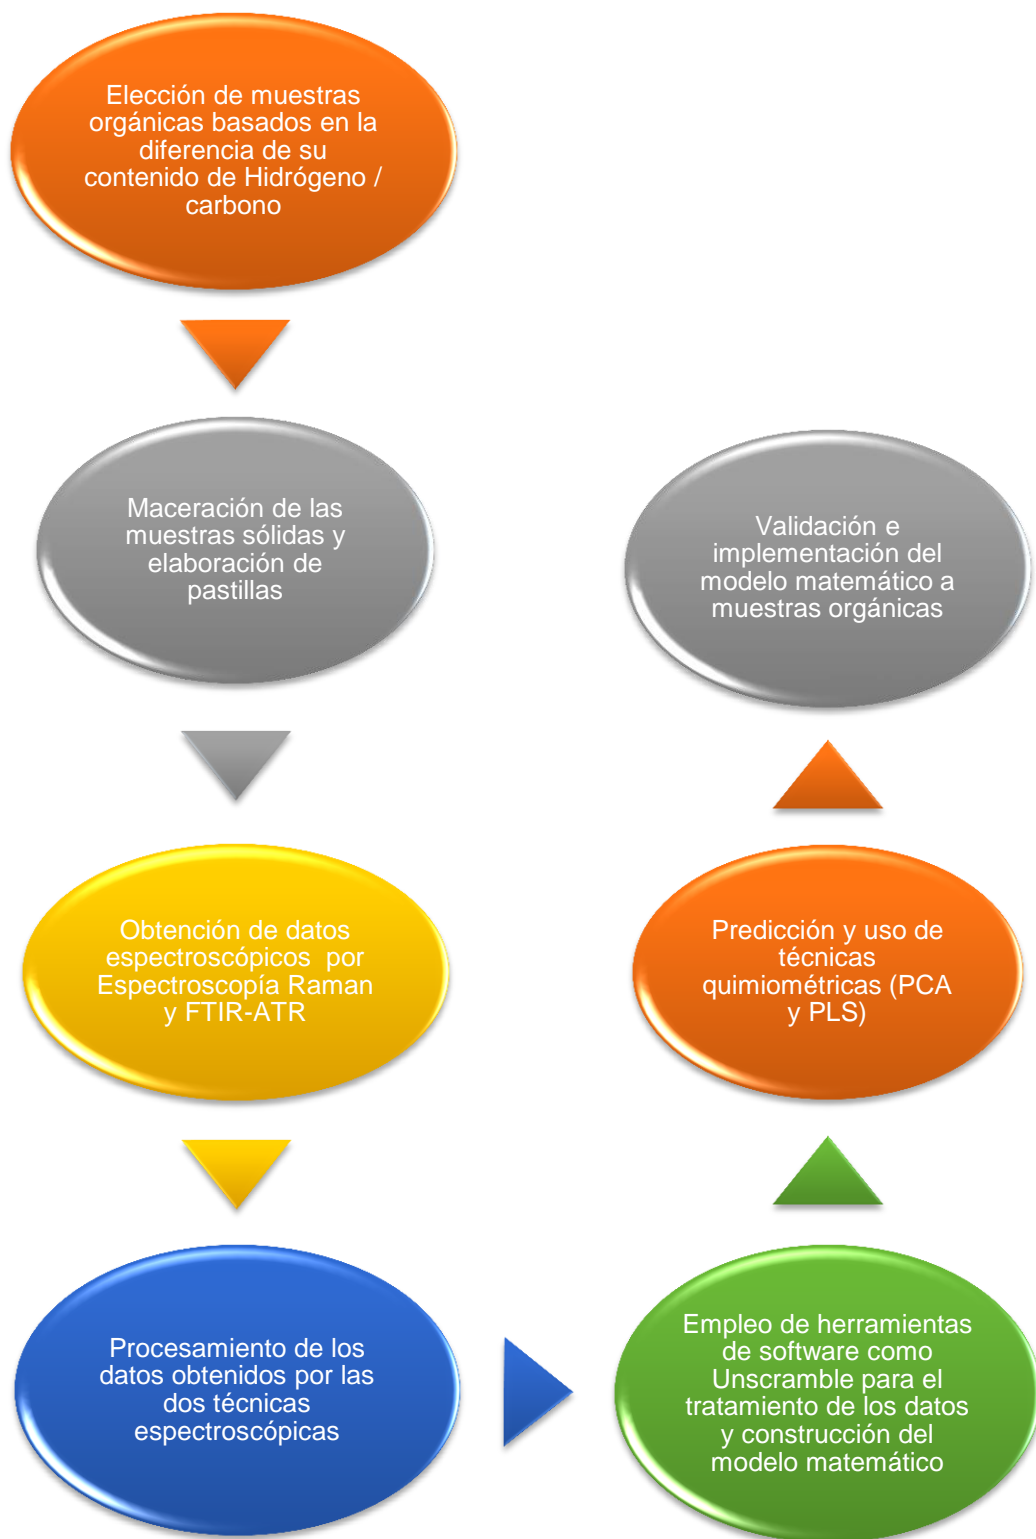 Elección de muestras
orgánicas basados en la
diferencia de su
contenido de Hidrógeno /
carbono
Maceración de las
muestras sólidas y
elaboración de
pastillas
Obtención de datos
espectroscópicos por
Espectroscopía Raman
y FTIR-ATR
Procesamiento de los
datos obtenidos por las
dos técnicas
espectroscópicas
Empleo de herramientas
de software como
Unscramble para el
tratamiento de los datos
y construcción del
modelo matemático
Predicción y uso de
técnicas
quimiométricas (PCA
y PLS)
Validación e
implementación del
modelo matemático a
muestras orgánicas